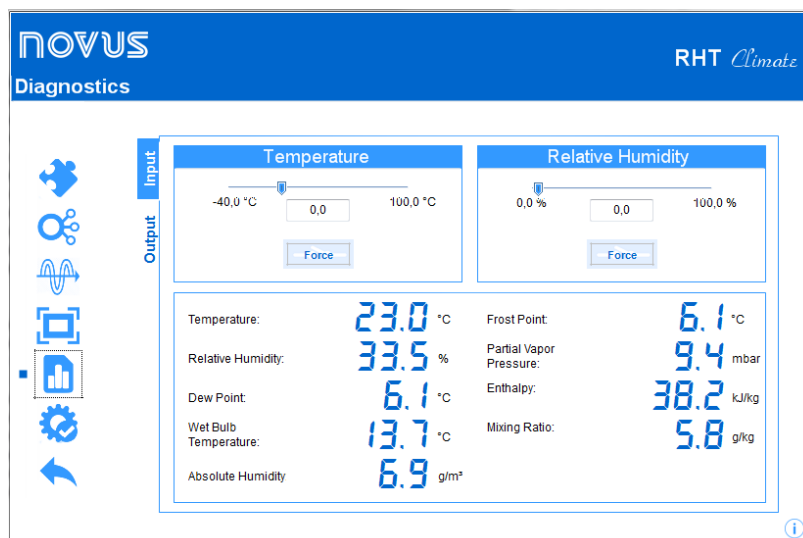 novus
RHT Climate
Diagnostics
Input
Output
Temperature
-40,0 °C
0,0
100,0 °C
Force
Relative Humidity
0,0 %
0,0
100,0 %
Force
Temperature: 23.0 °C
Relative Humidity: 33.5 %
Dew Point: 6.1 °C
Wet Bulb
Temperature: 13.7 °C
Absolute Humidity 6.9 g/m³
Frost Point: 6.1 °C
Partial Vapor
Pressure: 9.4 mbar
Enthalpy: 38.2 kJ/kg
Mixing Ratio: 5.8 g/kg
i